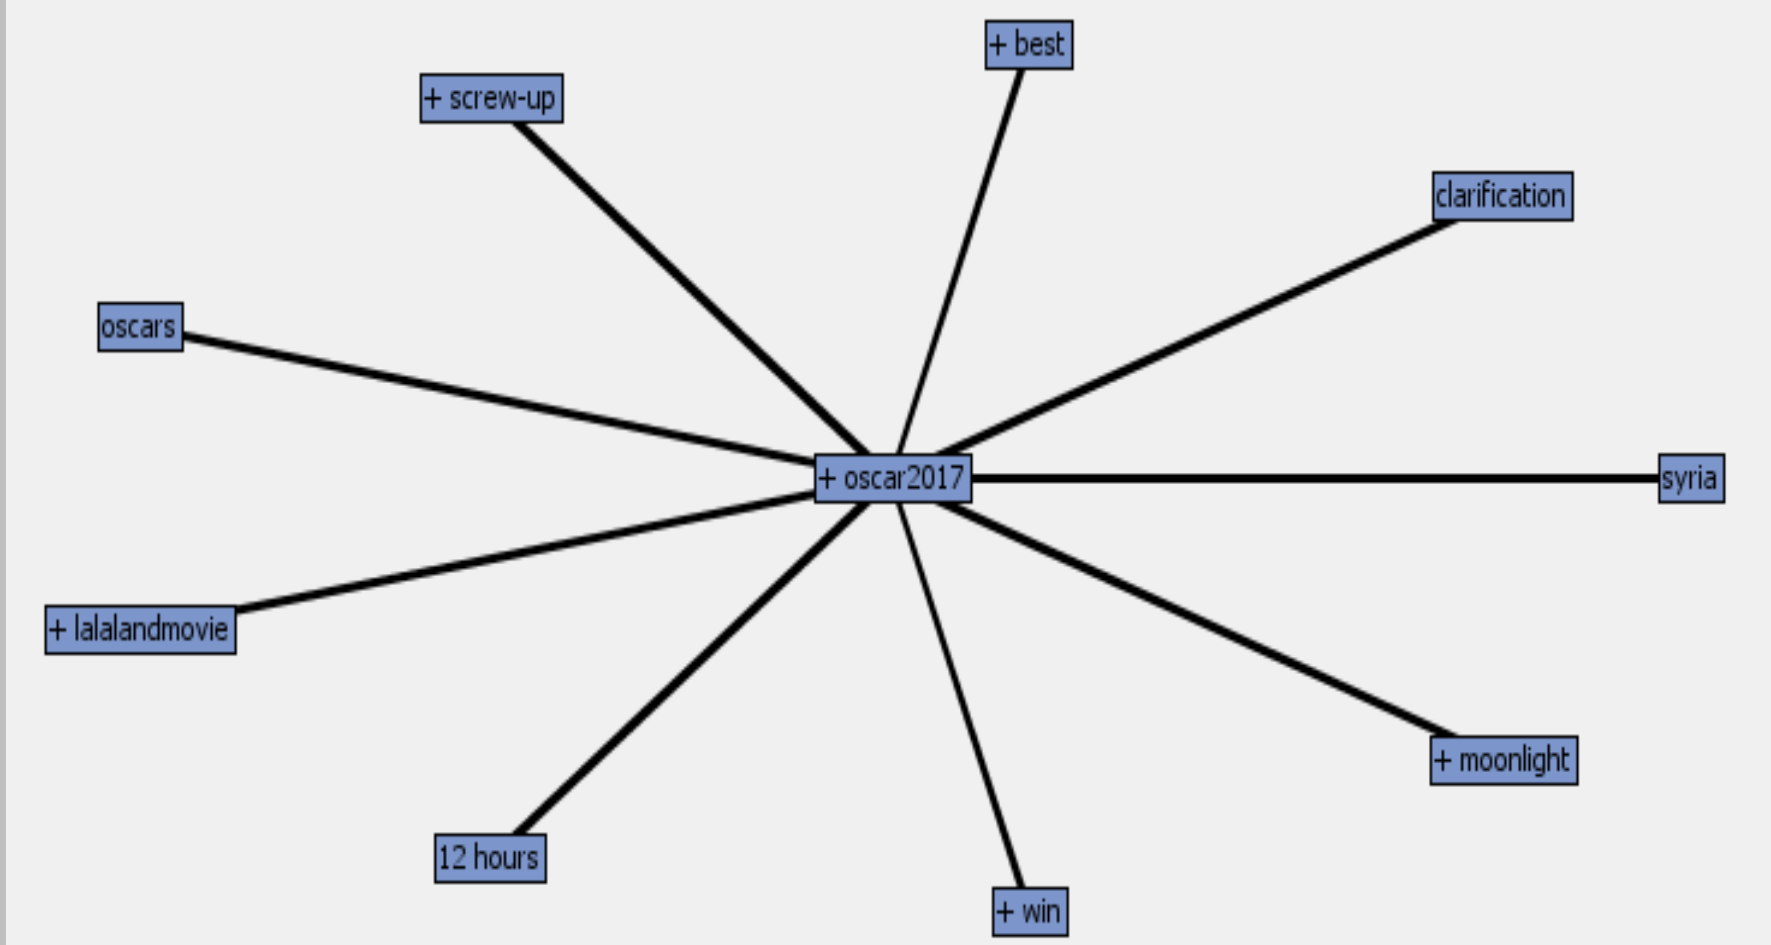 + best
+ screw-up
clarification
oscars
+ oscar2017
syria
+ lalalandmovie
+ moonlight
12 hours
+ win